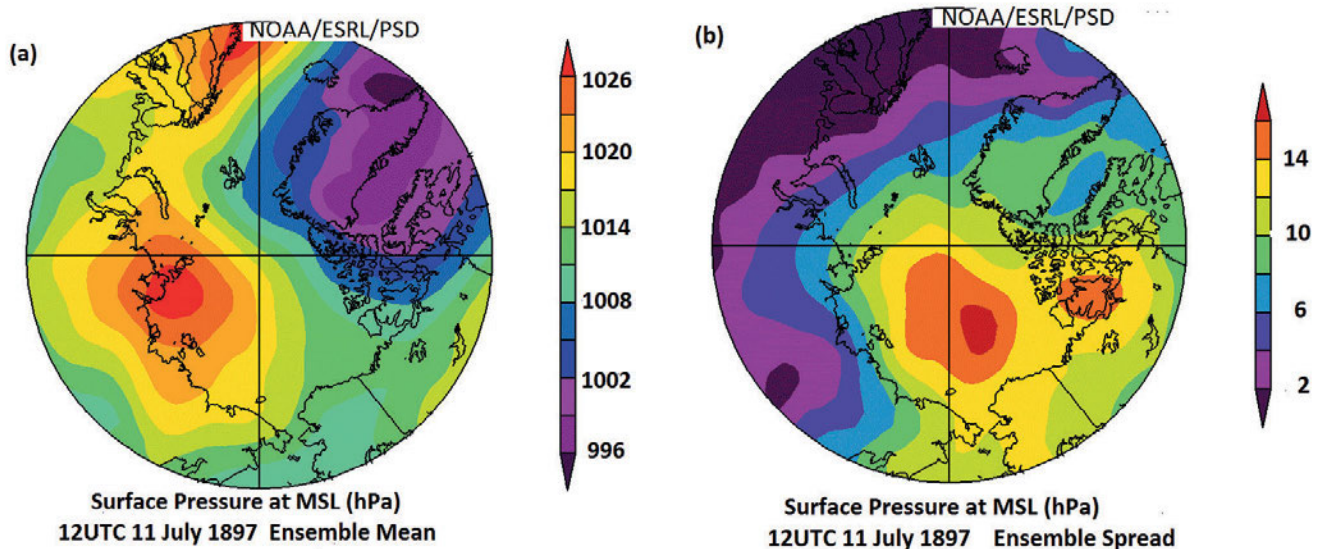 (a)
NOAA/ESRL/PSD
1026
1020
1014
1008
1002
996
Surface Pressure at MSL (hPa)
12UTC 11 July 1897 Ensemble Mean
(b)
NOAA/ESRL/PSD
14
10
6
2
Surface Pressure at MSL (hPa)
12UTC 11 July 1897 Ensemble Spread